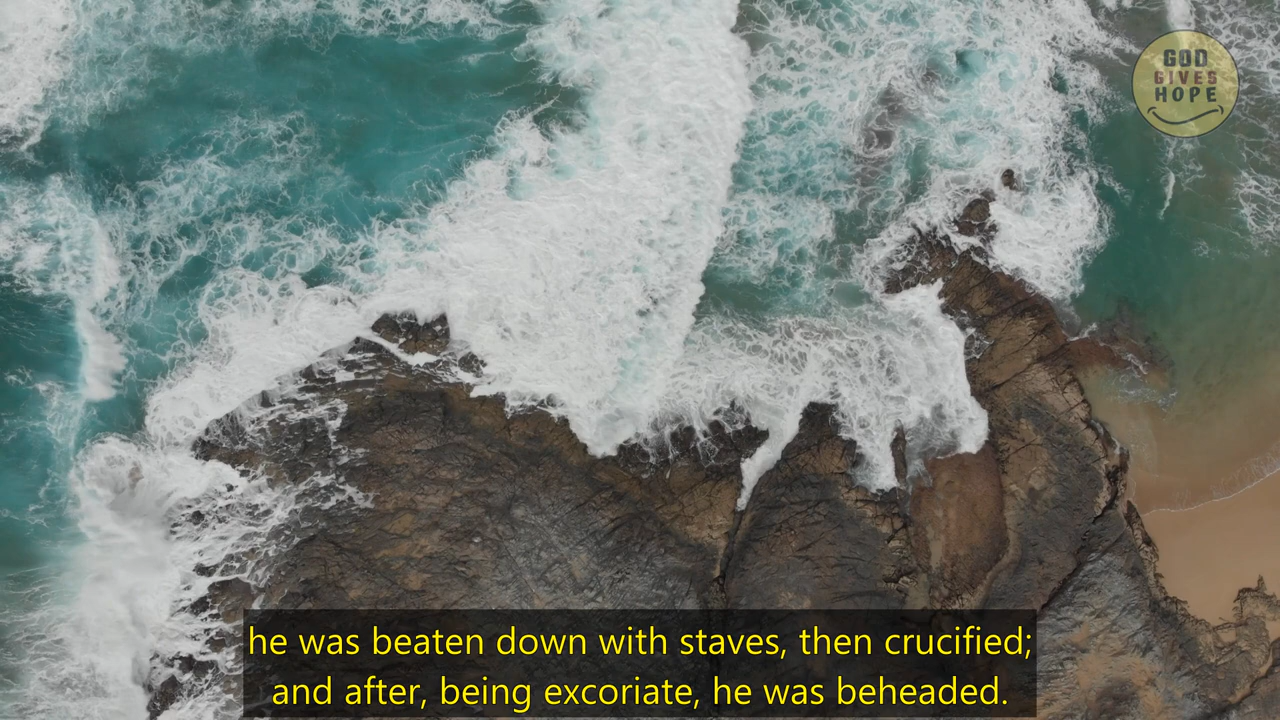 GOD
GIVES
HOPE
he was beaten down with staves, then crucified;
and after, being excoriate, he was beheaded.